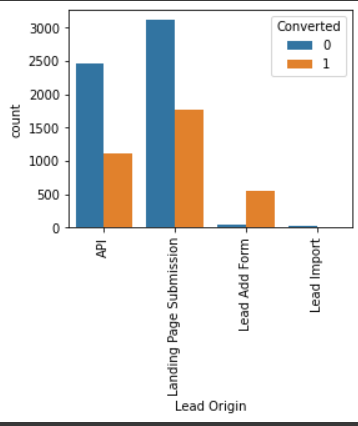 Converted
0
1
3000
2500
2000
1500
1000
500
0
count
API
Landing Page Submission
Lead Add Form
Lead Import
Lead Origin